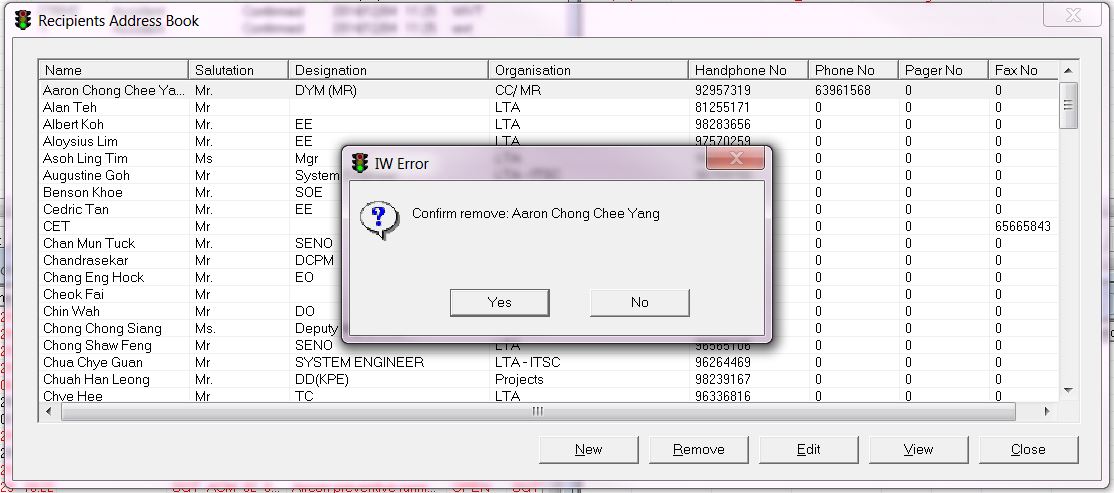 Recipients Address Book
Name Salutation Designation Organisation Handphone No Phone No Pager No Fax No
Aaron Chong Chee Ya... Mr. DYM (MR) CC/ MR 92957319 63961568 0 0
Alan Teh Mr. LTA 81255171 0 0 0
Albert Koh Mr. EE LTA 98283656 0 0 0
Aloysius Lim Mr. EE LTA 97570259 0 0 0
Asoh Ling Tim Ms Mgr 0 0 0
Augustine Goh Mr System 0 0 0
Benson Khoe Mr. SOE 0 0 0
Cedric Tan Mr. EE 0 0 0
CET Mr 0 0 65665843
Chan Mun Tuck Mr. SENO 0 0 0
Chandrasekar Mr DCPM 0 0 0
Chang Eng Hock Mr. EO 0 0 0
Cheok Fai Mr 0 0 0
Chin Wah Mr DO 0 0 0
Chong Chong Siang Ms. Deputy 0 0 0
Chong Shaw Feng Mr SENO LTA 96565106 0 0 0
Chua Chye Guan Mr SYSTEM ENGINEER LTA - ITSC 96264469 0 0 0
Chuah Han Leong Mr. DD(KPE) Projects 98239167 0 0 0
Chye Hee Mr TC LTA 96336816 0 0 0
IW Error
Confirm remove: Aaron Chong Chee Yang
Yes No
New Remove Edit View Close